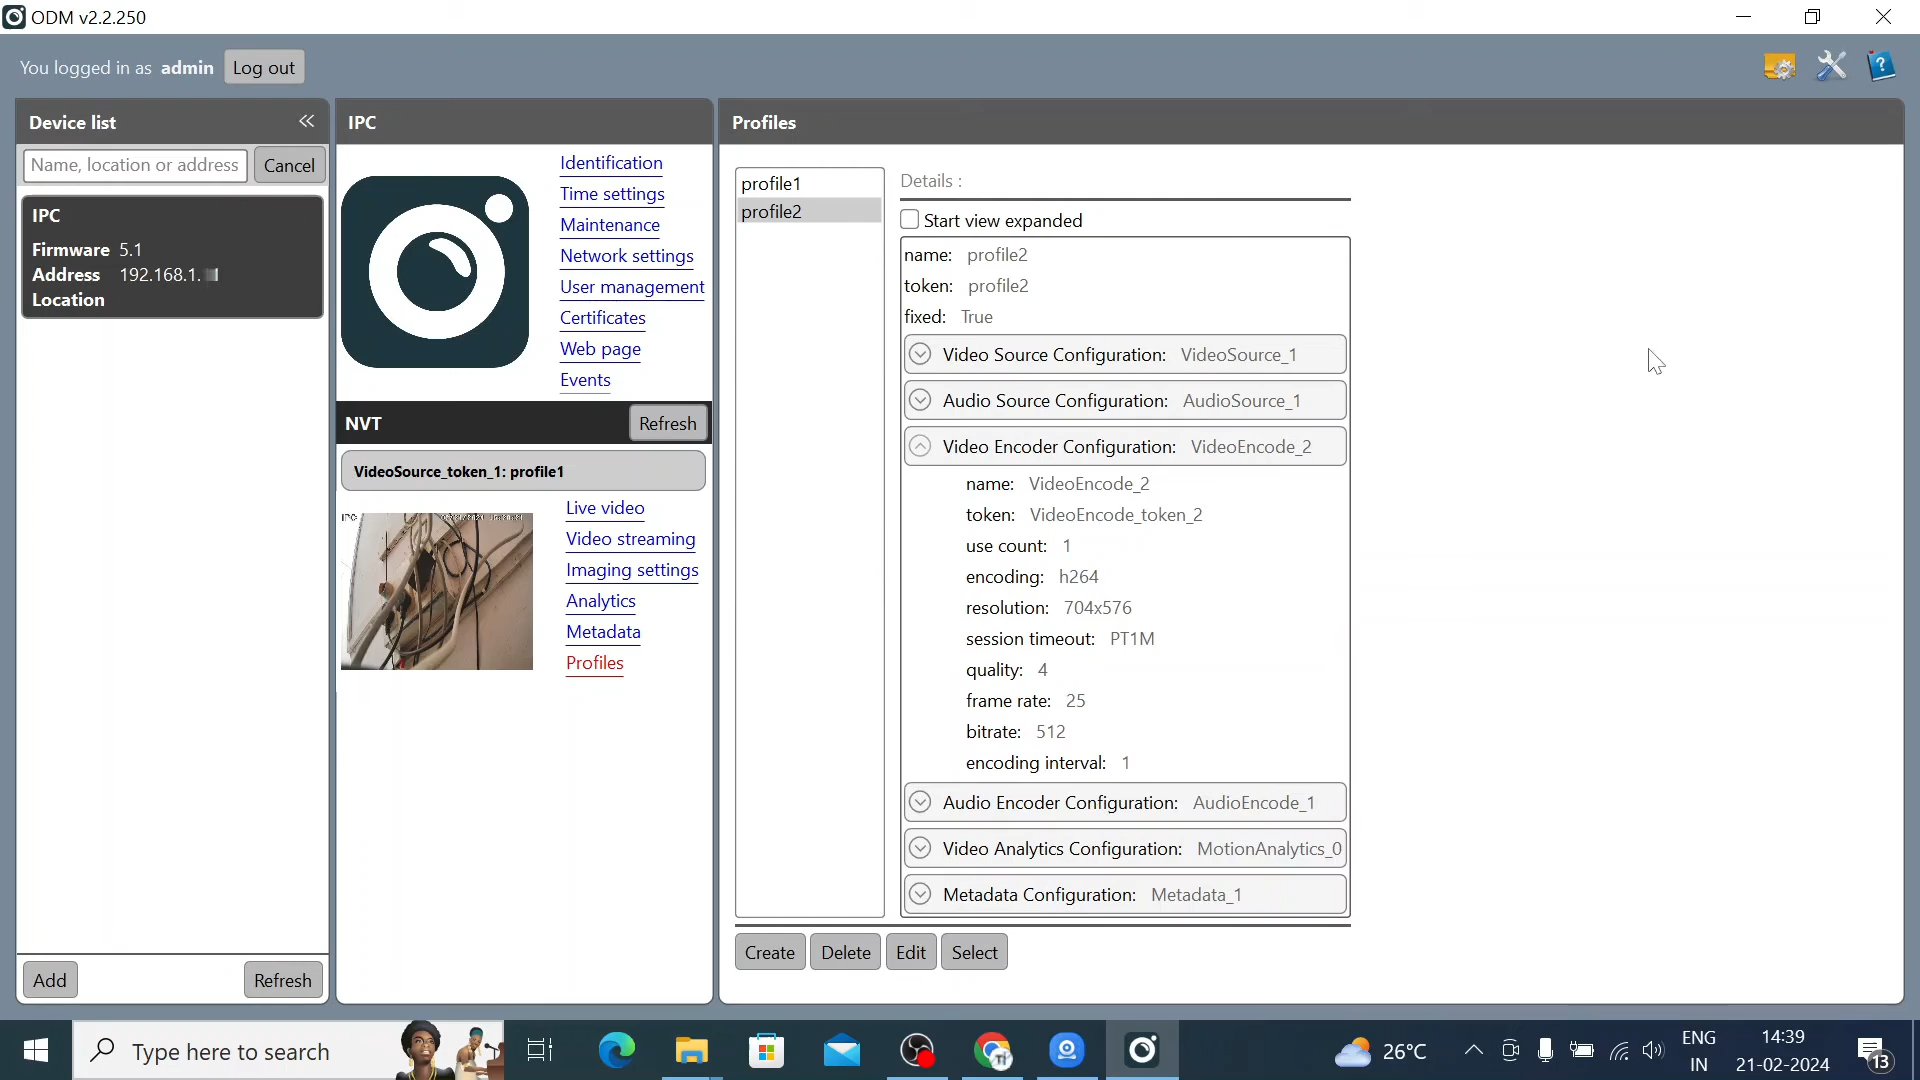 ODM v2.2.250
You logged in as admin
Log out
Device list
Name, location or address
Cancel
IPC
Firmware 5.1
Address 192.168.1.
Location
Add
Refresh
IPC
Identification
Time settings
Maintenance
Network settings
User management
Certificates
Web page
Events
NVT
Refresh
VideoSource_token_1: profile1
IPC
Live video
Video streaming
Imaging settings
Analytics
Metadata
Profiles
Profiles
profile1
profile2
Details :
Start view expanded
name: profile2
token: profile2
fixed: True
Video Source Configuration: VideoSource_1
Audio Source Configuration: AudioSource_1
Video Encoder Configuration: VideoEncode_2
name: VideoEncode_2
token: VideoEncode_token_2
use count: 1
encoding: h264
resolution: 704x576
session timeout: PT1M
quality: 4
frame rate: 25
bitrate: 512
encoding interval: 1
Audio Encoder Configuration: AudioEncode_1
Video Analytics Configuration: MotionAnalytics_0
Metadata Configuration: Metadata_1
Create
Delete
Edit
Select
Type here to search
26°C
ENG
IN
14:39
21-02-2024
13